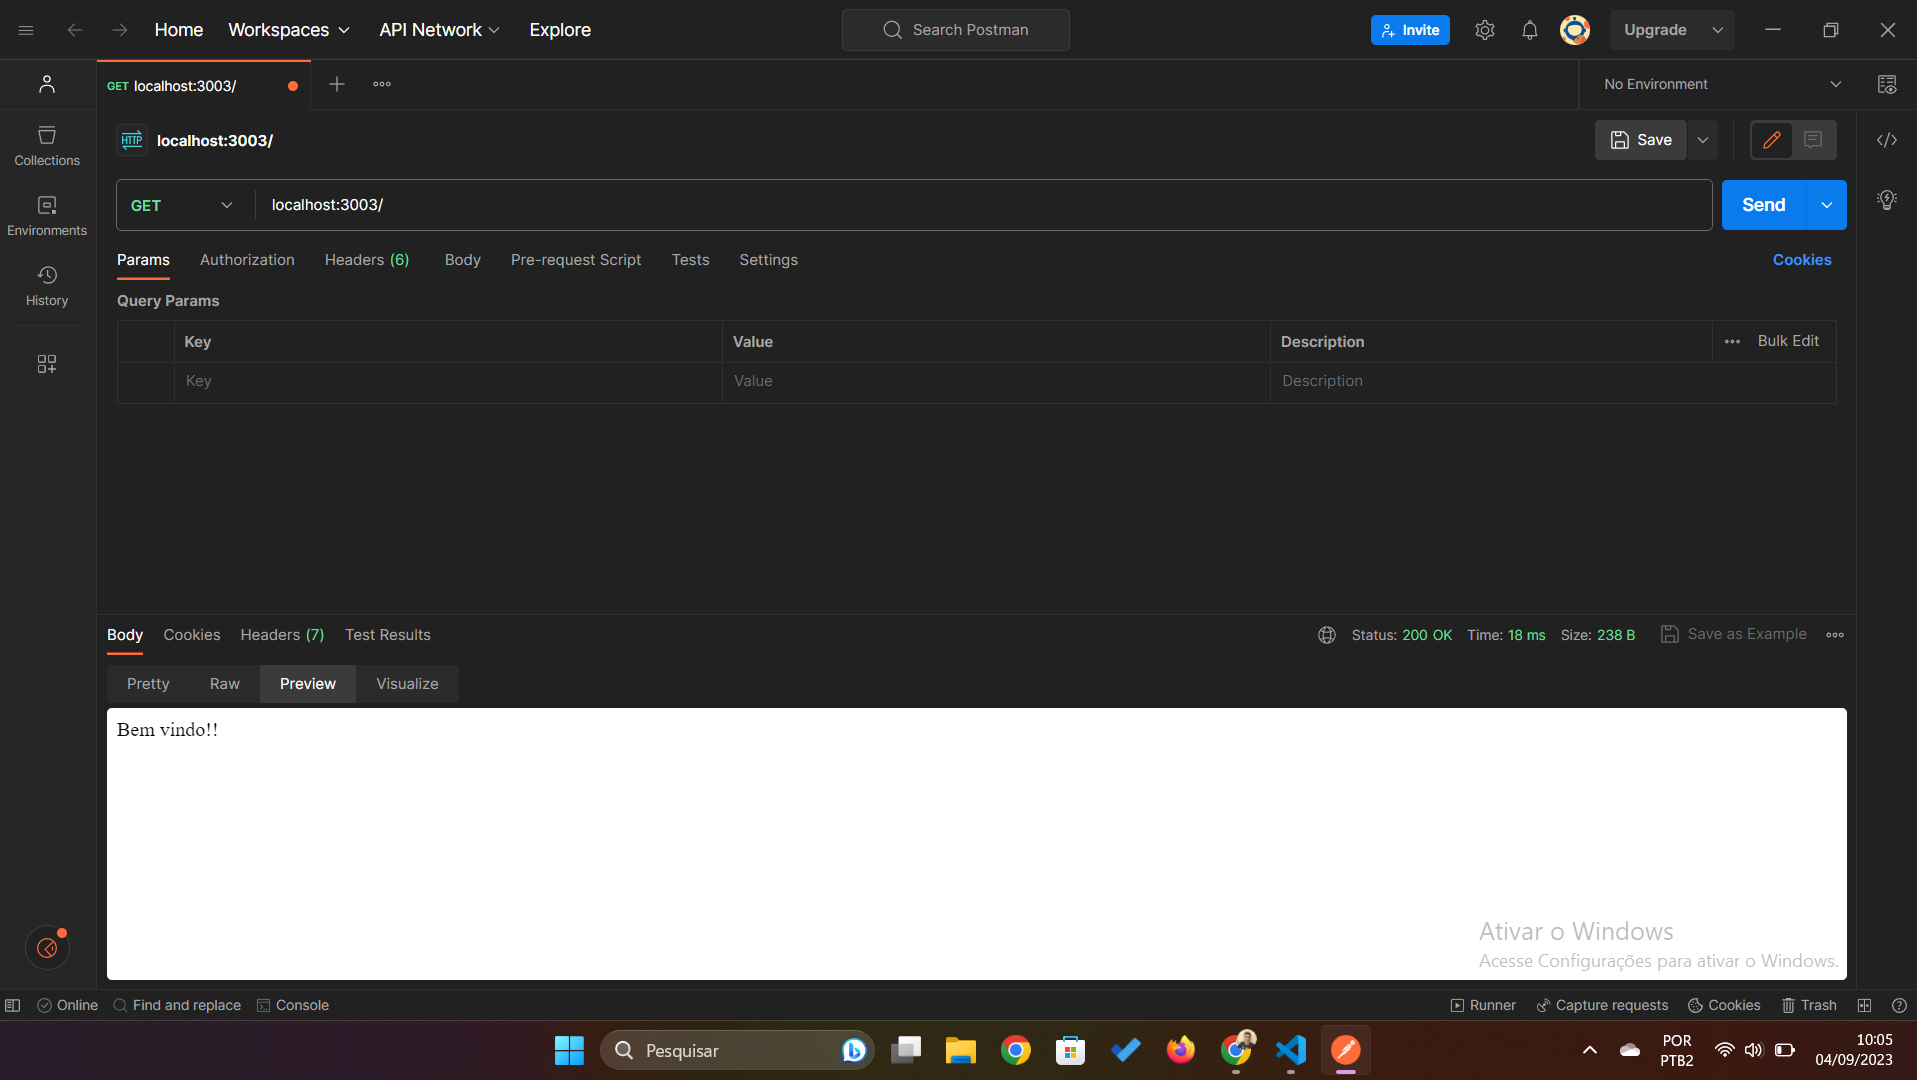 Home Workspaces API Network Explore Search Postman Invite Upgrade
GET localhost:3003/ No Environment
HTTP localhost:3003/ Save
Collections
GET localhost:3003/ Send
Environments
Params Authorization Headers (6) Body Pre-request Script Tests Settings Cookies
History
Query Params
Key Value Description Bulk Edit
Key Value Description
Body Cookies Headers (7) Test Results Status: 200 OK Time: 18 ms Size: 238 B Save as Example
Pretty Raw Preview Visualize
Bem vindo!!
Ativar o Windows
Acesse Configurações para ativar o Windows.
Online Find and replace Console Runner Capture requests Cookies Trash
Pesquisar POR 10:05
PTB2 04/09/2023